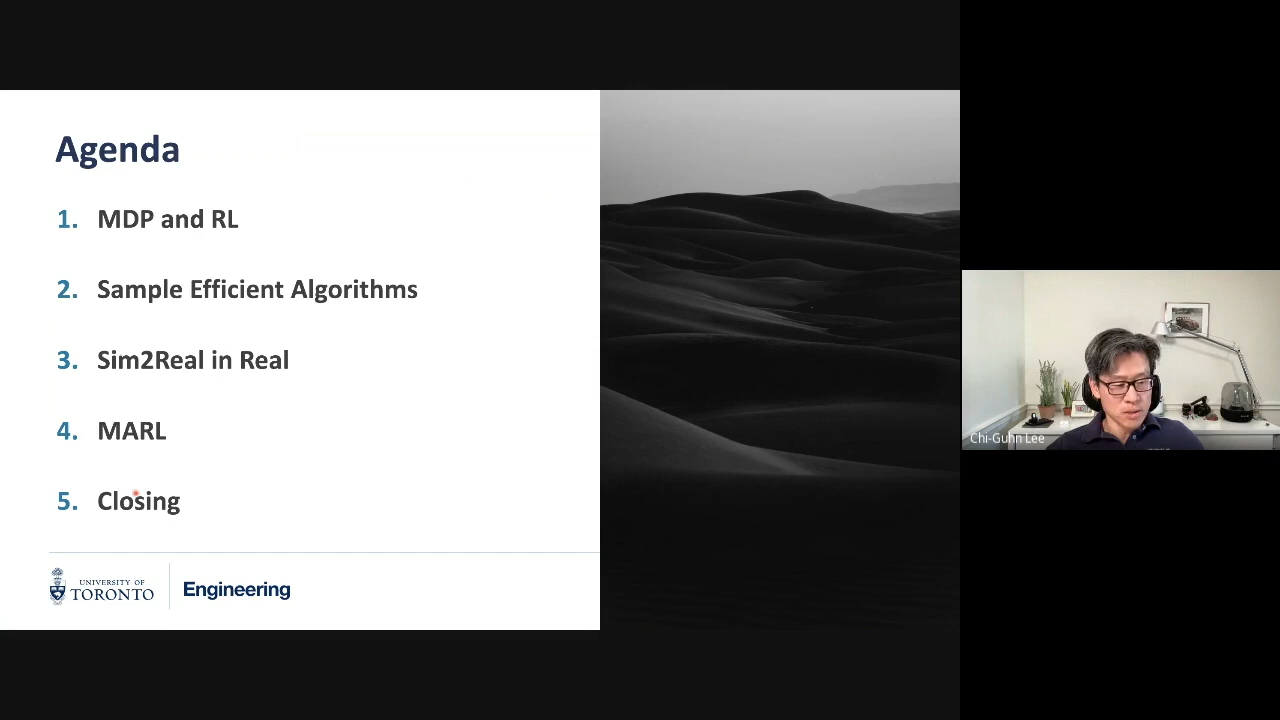 Agenda
1. MDP and RL
2. Sample Efficient Algorithms
3. Sim2Real in Real
4. MARL
5. Closing
UNIVERSITY OF
TORONTO
Engineering
Chi-Guhn Lee